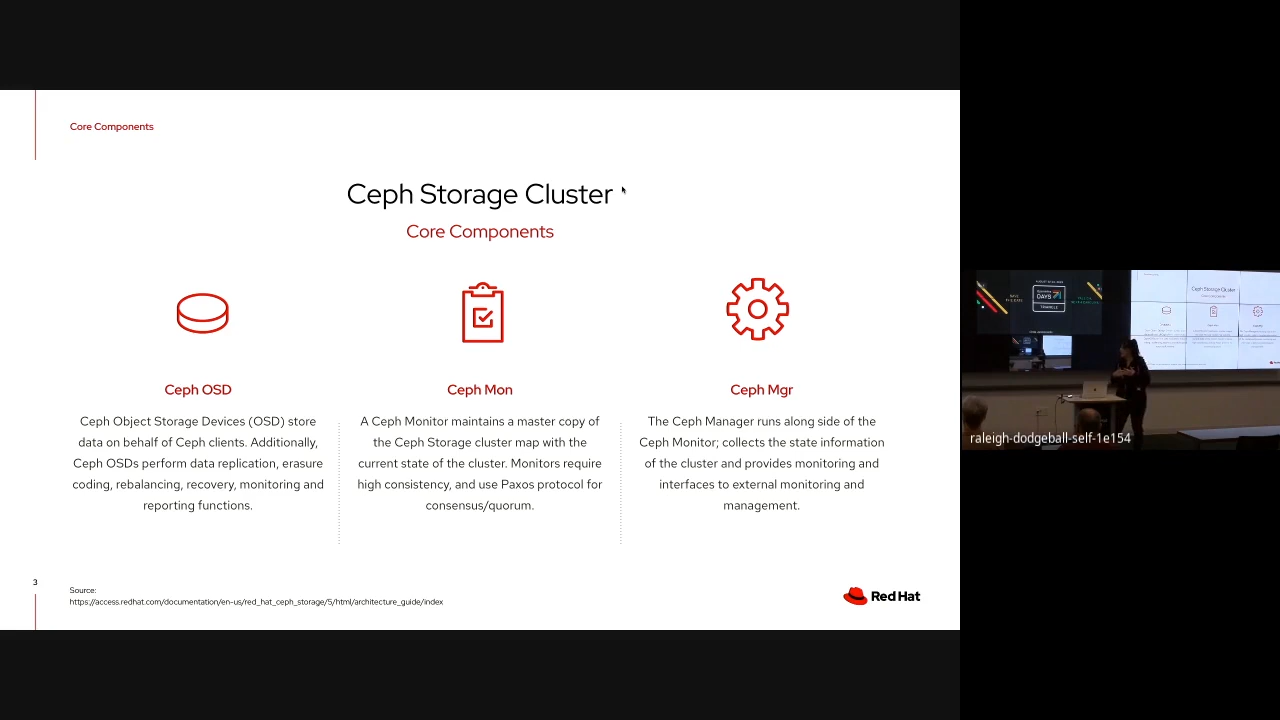 Core Components
Ceph Storage Cluster
Core Components
Ceph OSD
Ceph Object Storage Devices (OSD) store
data on behalf of Ceph clients. Additionally,
Ceph OSDs perform data replication, erasure
coding, rebalancing, recovery, monitoring and
reporting functions.
Ceph Mon
A Ceph Monitor maintains a master copy of
the Ceph Storage cluster map with the
current state of the cluster. Monitors require
high consistency, and use Paxos protocol for
consensus/quorum.
Ceph Mgr
The Ceph Manager runs along side of the
Ceph Monitor; collects the state information
of the cluster and provides monitoring and
interfaces to external monitoring and
management.
3
Source:
https://access.redhat.com/documentation/en-us/red_hat_ceph_storage/5/html/architecture_guide/index
Red Hat
Ceph Storage Cluster
DAYS
raleigh-dodgeball-self-1e154